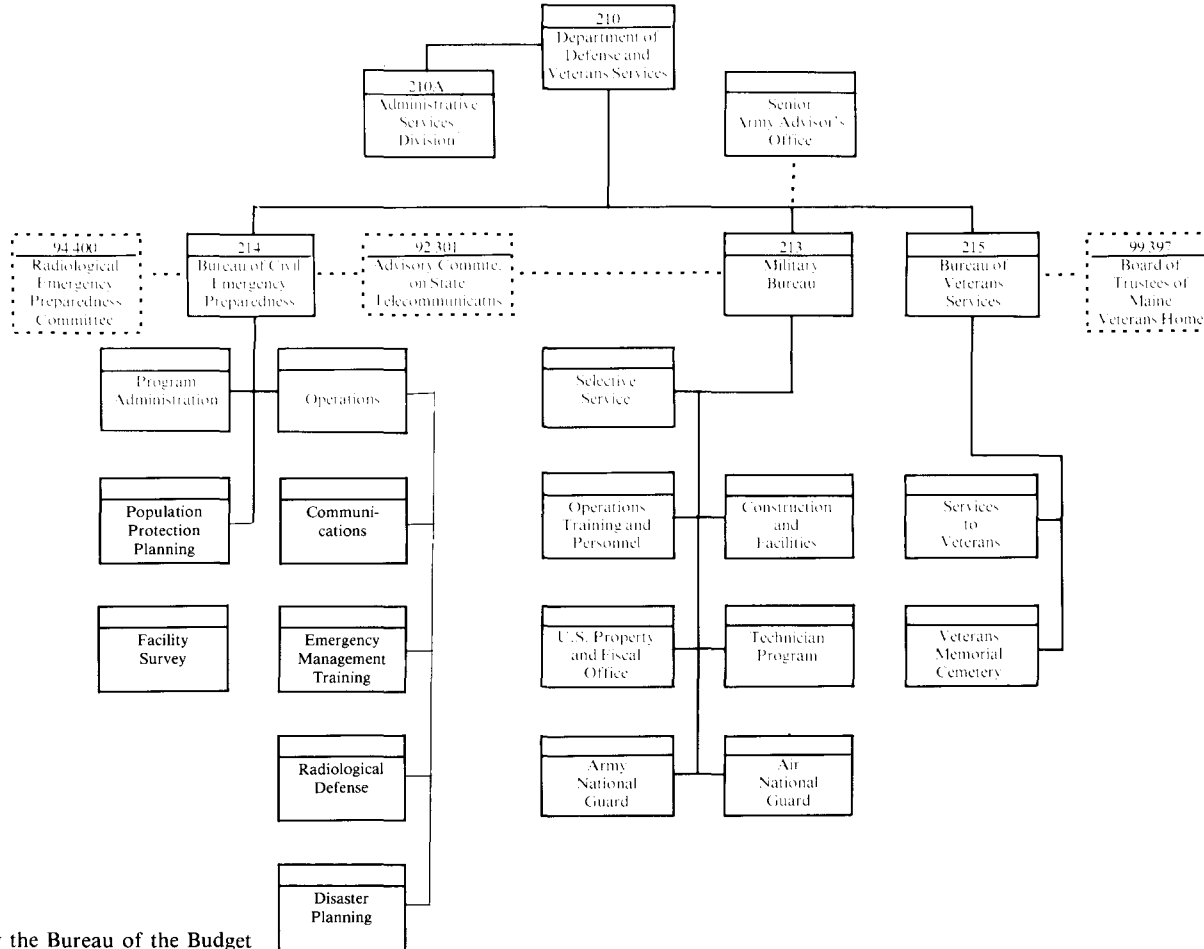 210
Department of
Defense and
Veterans Services
210A
Administrative
Services
Division
Senior
Army Advisor's
Office
94 400
Radiological
Emergency
Preparedness
Committee
214
Bureau of Civil
Emergency
Preparedness
92 301
Advisory Commte.
on State
Telecommunicatns
213
Military
Bureau
215
Bureau of
Veterans
Services
99 397
Board of
Trustees of
Maine
Veterans Home
Program
Administration
Operations
Selective
Service
Population
Protection
Planning
Communi-
cations
Operations
Training and
Personnel
Construction
and
Facilities
Services
to
Veterans
Facility
Survey
Emergency
Management
Training
U.S. Property
and Fiscal
Office
Technician
Program
Veterans
Memorial
Cemetery
Radiological
Defense
Army
National
Guard
Air
National
Guard
Disaster
Planning
the Bureau of the Budget